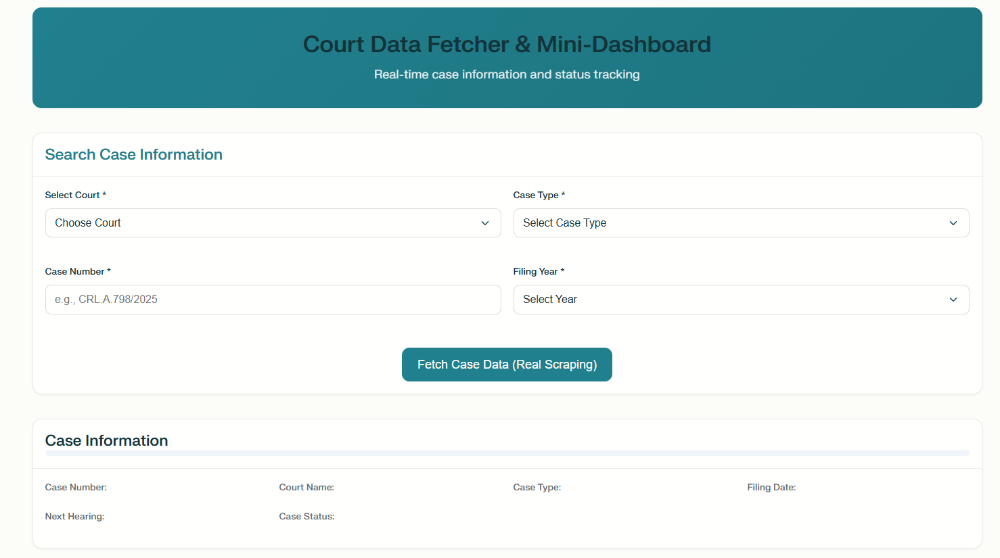 Court Data Fetcher & Mini-Dashboard
Real-time case information and status tracking
Search Case Information
Select Court *
Case Type *
Choose Court
Select Case Type
Case Number *
Filing Year *
e.g., CRL.A.798/2025
Select Year
Fetch Case Data (Real Scraping)
Case Information
Case Number:
Court Name:
Case Type:
Filing Date:
Next Hearing:
Case Status: